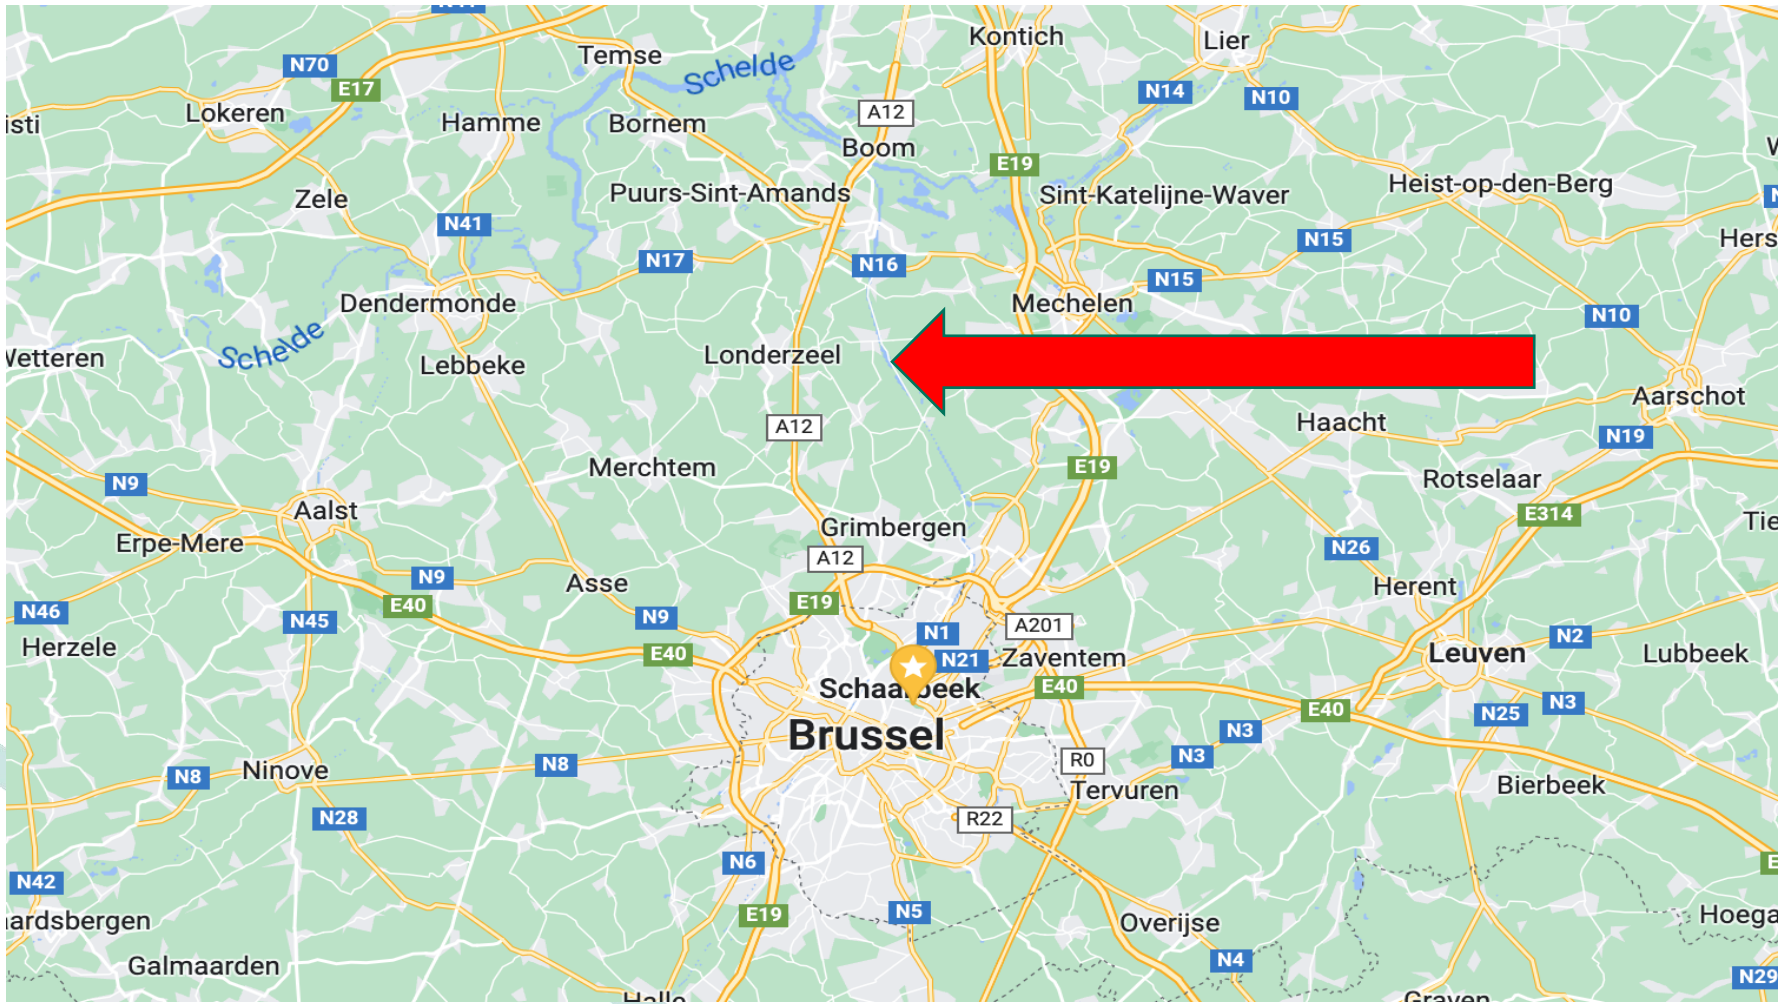 Kontich
Lier
Temse
Schelde
N70
E17
N14
N10
Lokeren
Hamme
Bornem
A12
Boom
E19
Puurs-Sint-Amands
Sint-Katelijne-Waver
Heist-op-den-Berg
Zele
N41
N17
N16
N15
N15
Dendermonde
Mechelen
N10
Schelde
Lebbeke
Londerzeel
Aarschot
A12
Haacht
N19
Merchtem
E19
Rotselaar
N9
Aalst
Grimbergen
E314
Erpe-Mere
A12
N26
N9
Asse
Herent
E40
E19
N46
N45
N9
N1
A201
N2
Herzele
E40
N21
Zaventem
Leuven
Lubbeek
Schaarbeek
E40
E40
N25
N3
Brussel
N3
N3
R0
Ninove
N8
N8
Tervuren
Bierbeek
N28
R22
N6
N42
E19
N5
Overijse
Galmaarden
N4
N29